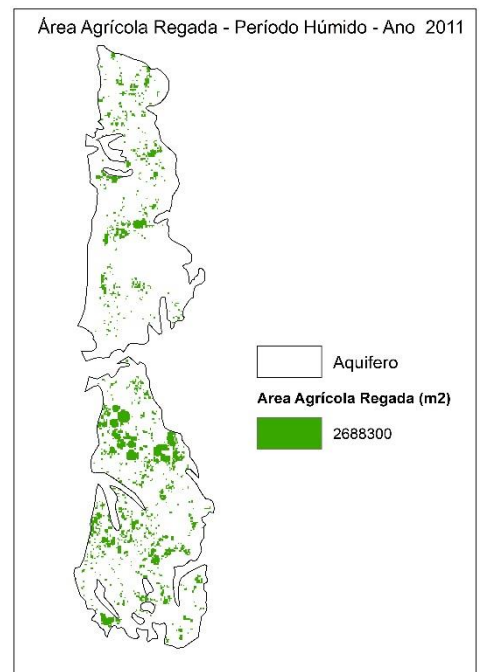 Área Agrícola Regada - Período Húmido - Ano 2011
Aquifero
Area Agrícola Regada (m2)
2688300